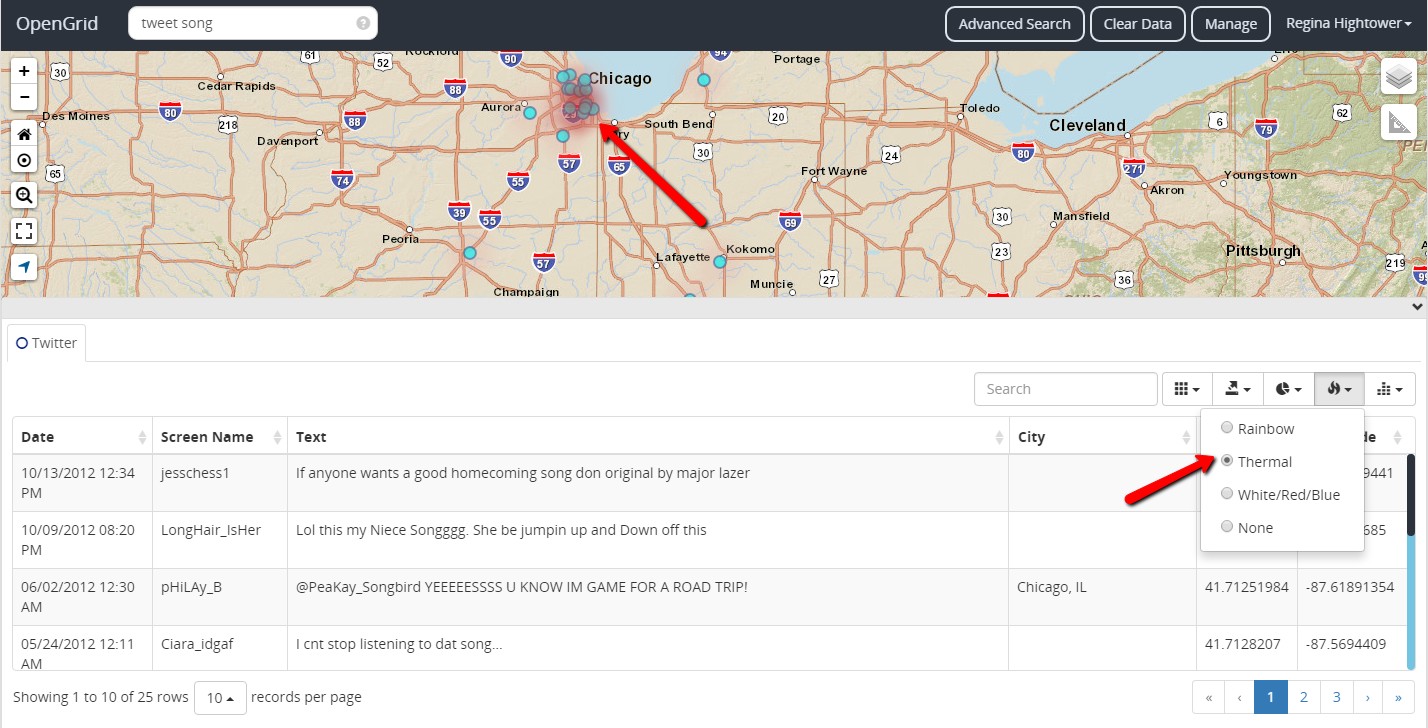 OpenGrid
tweet song
Advanced Search
Clear Data
Manage
Regina Hightower
Rockford
Portage
Cedar Rapids
Chicago
Aurora
Des Moines
Davenport
South Bend
Toledo
Cleveland
Fort Wayne
Youngstown
Akron
Mansfield
Peoria
Kokomo
Lafayette
Pittsburgh
Muncie
Champaign
30
61
52
90
94
88
80
218
88
65
74
57
65
55
39
55
57
20
30
24
69
27
80
6
79
62
271
30
23
36
219
+
−
Twitter
Search
Rainbow
Thermal
White/Red/Blue
None
Date Screen Name Text City
10/13/2012 12:34 PM jesschess1 If anyone wants a good homecoming song don original by major lazer
10/09/2012 08:20 PM LongHair_IsHer Lol this my Niece Songggg. She be jumpin up and Down off this
06/02/2012 12:30 AM pHiLAy_B @PeaKay_Songbird YEEEEESSSS U KNOW IM GAME FOR A ROAD TRIP! Chicago, IL 41.71251984 -87.61891354
05/24/2012 12:11 AM Ciara_idgaf I cnt stop listening to dat song... 41.7128207 -87.5694409
Showing 1 to 10 of 25 rows 10 records per page
« ‹ 1 2 3 › »